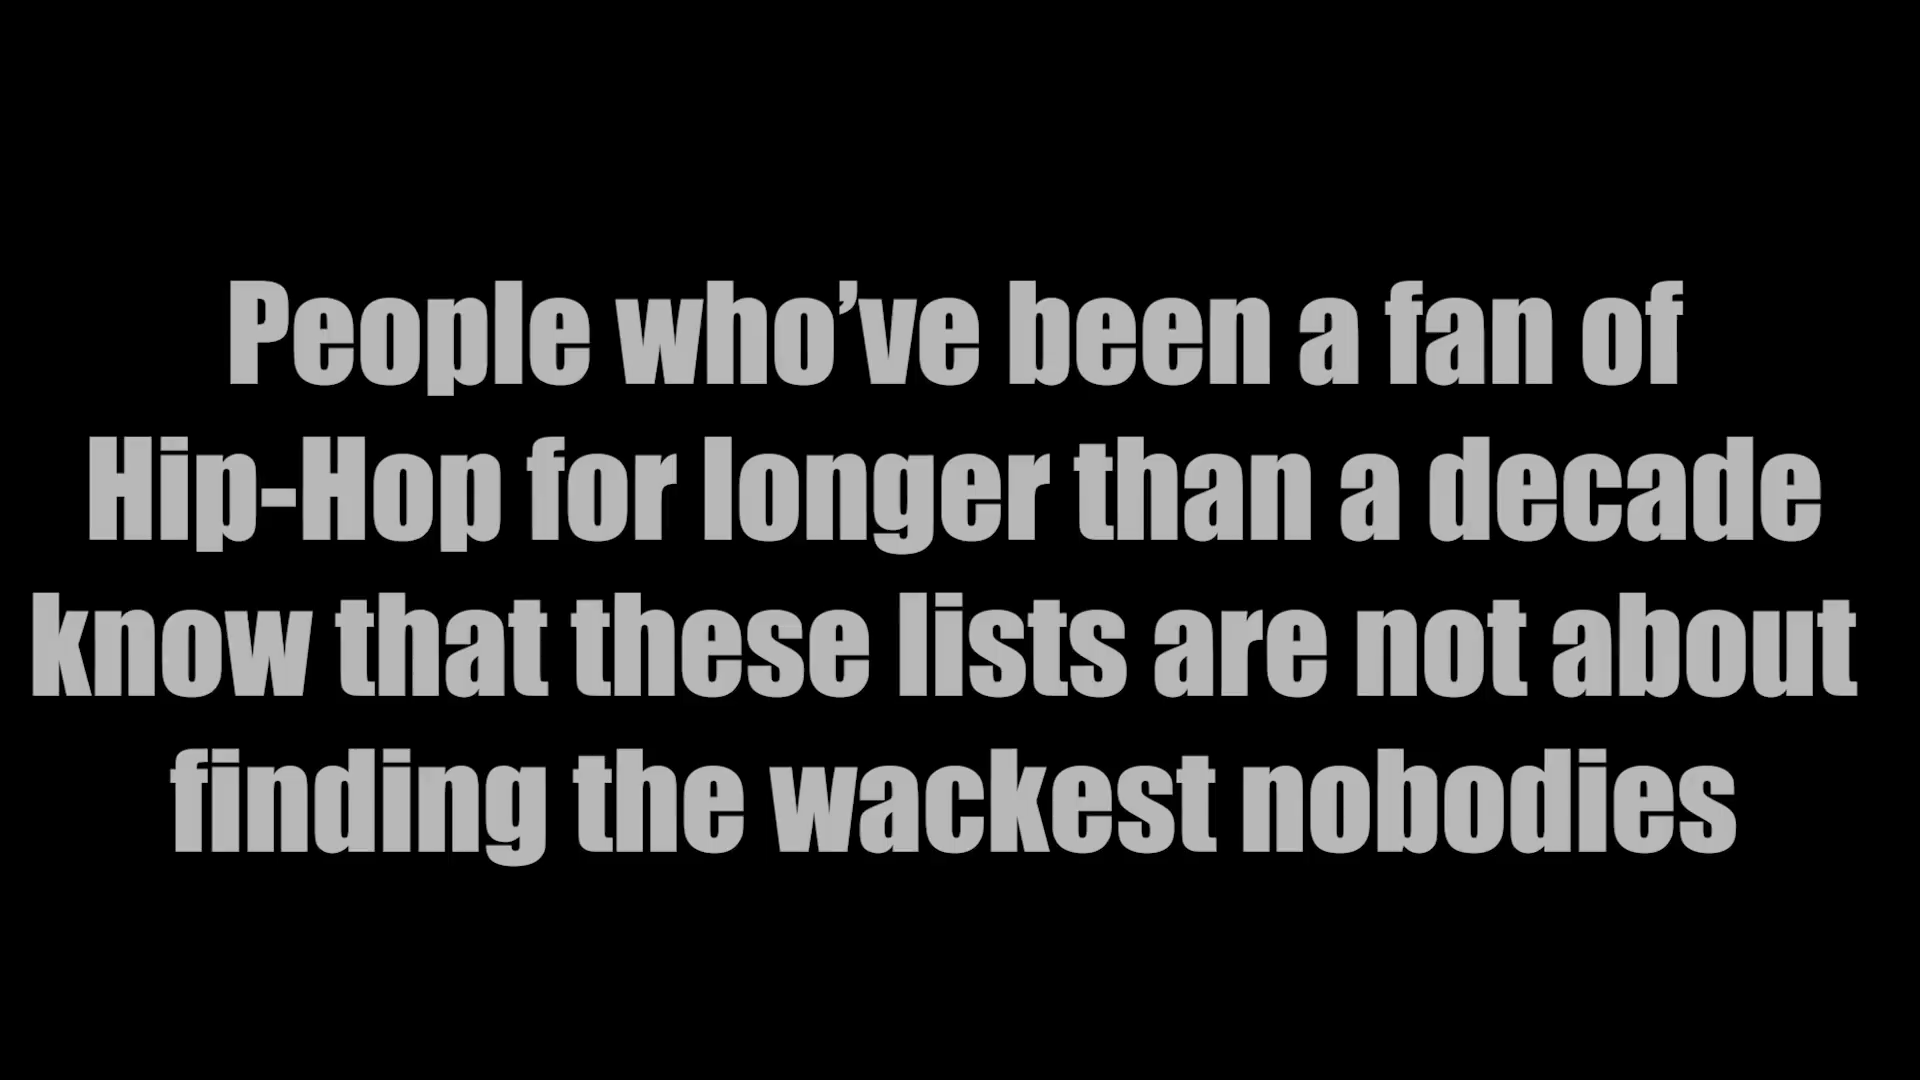 People who’ve been a fan of
Hip-Hop for longer than a decade
know that these lists are not about
finding the wackest nobodies